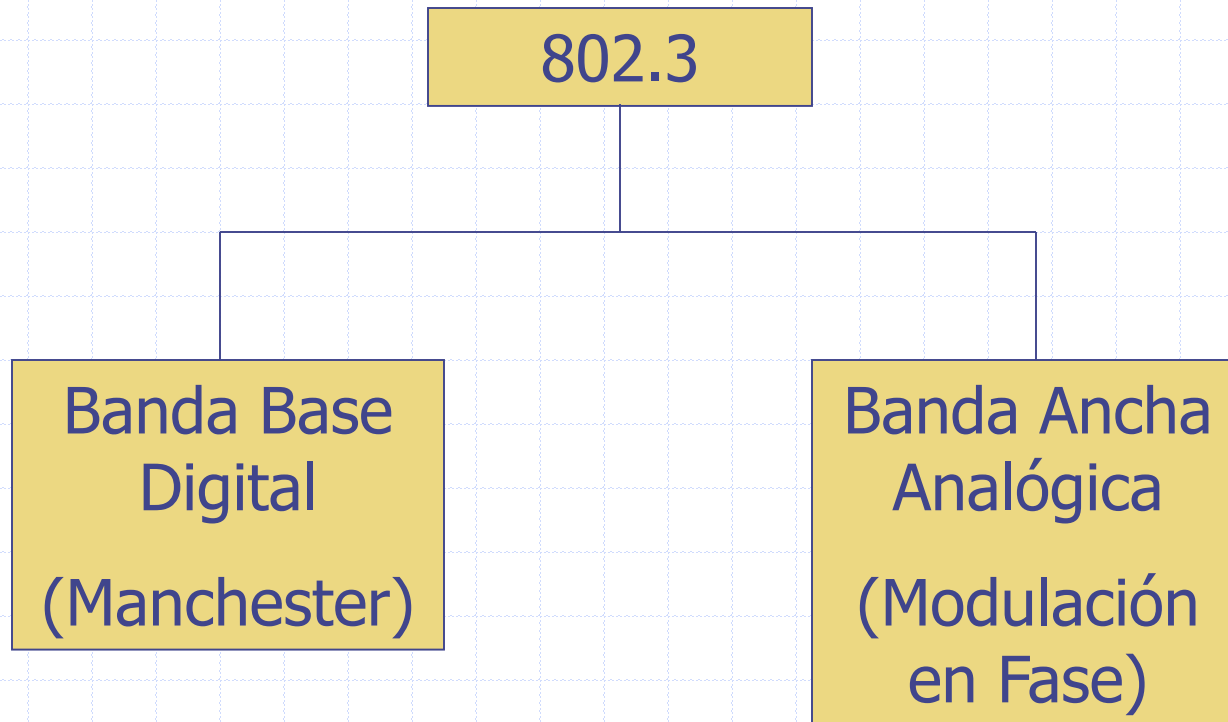 802.3
Banda Base
Digital
(Manchester)
Banda Ancha
Analógica
(Modulación
en Fase)